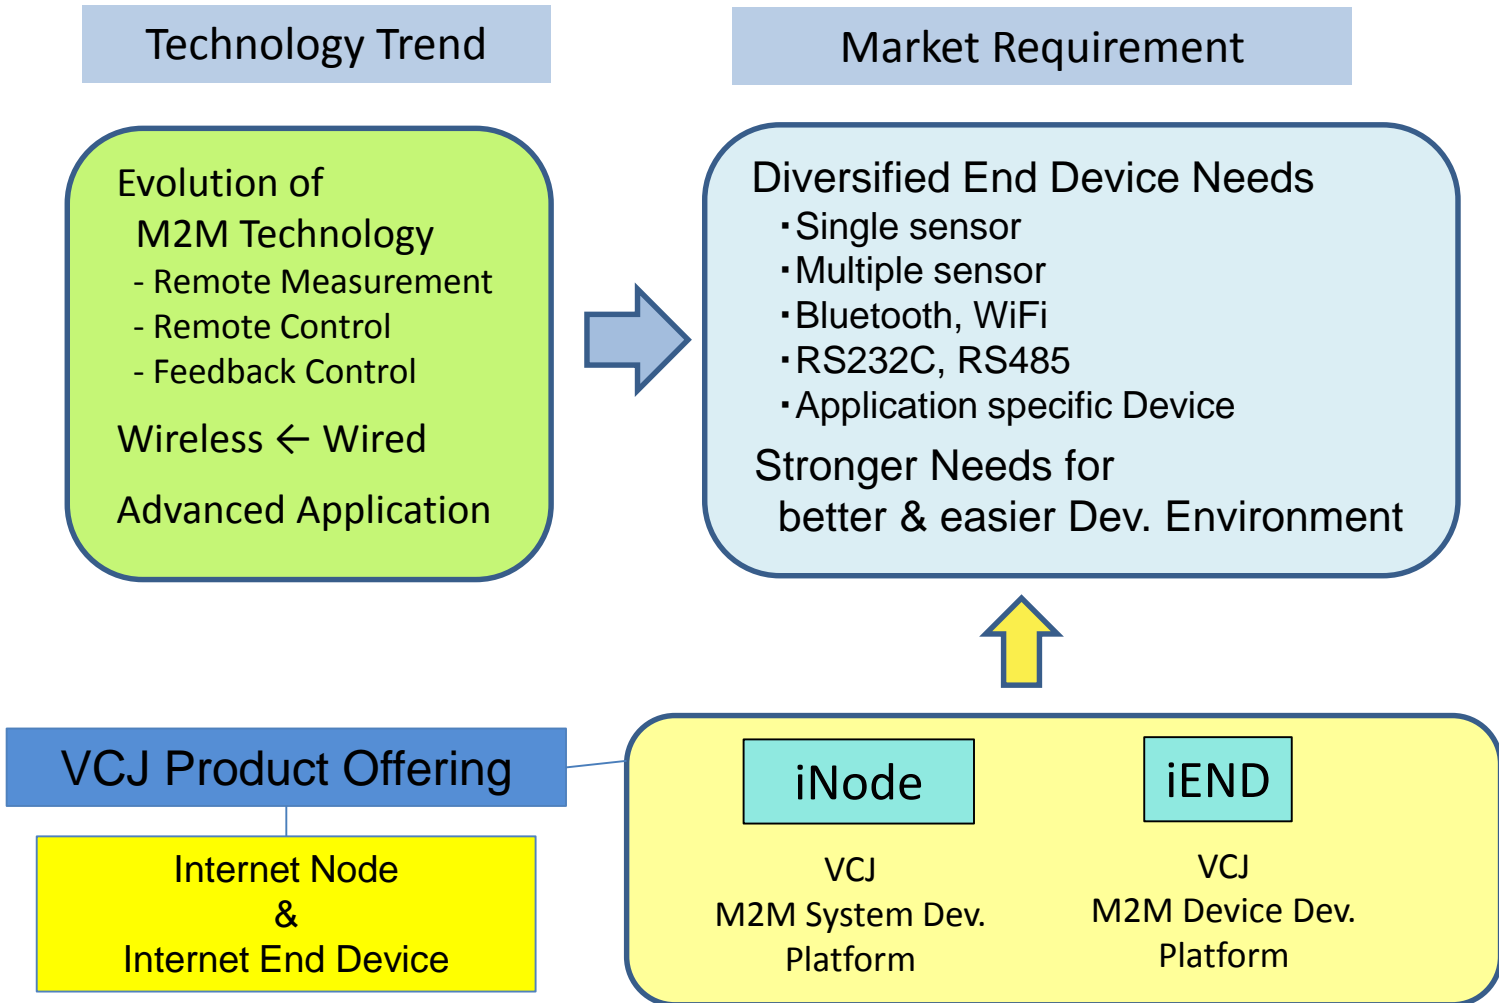 Technology Trend
Market Requirement
Evolution of
M2M Technology
- Remote Measurement
- Remote Control
- Feedback Control
Wireless ← Wired
Advanced Application
Diversified End Device Needs
・Single sensor
・Multiple sensor
・Bluetooth, WiFi
・RS232C, RS485
・Application specific Device
Stronger Needs for
better & easier Dev. Environment
VCJ Product Offering
Internet Node
&
Internet End Device
iNode
VCJ
M2M System Dev.
Platform
iEND
VCJ
M2M Device Dev.
Platform